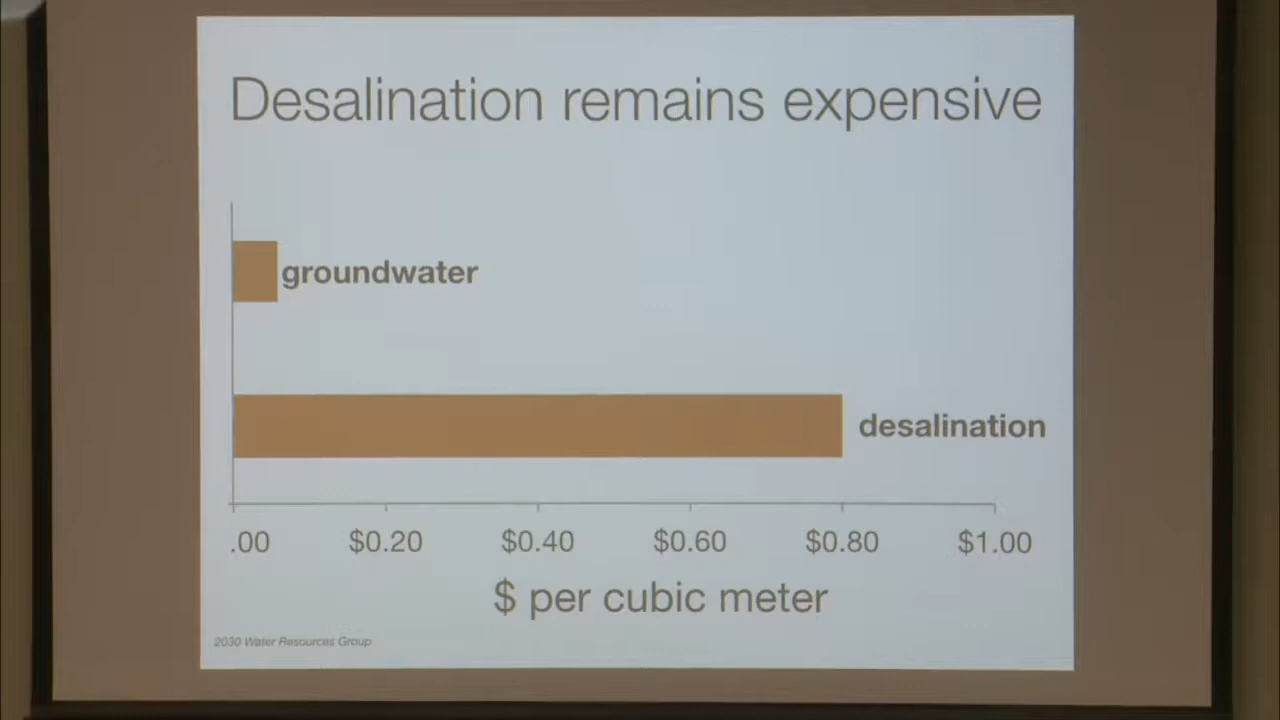 Desalination remains expensive
groundwater
desalination
.00 $0.20 $0.40 $0.60 $0.80 $1.00
$ per cubic meter
2030 Water Resources Group